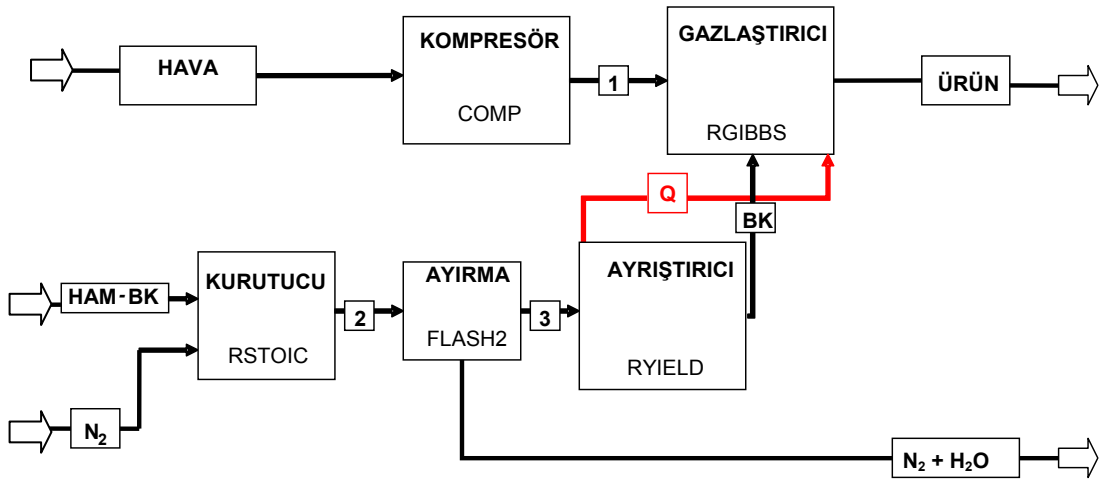 HAVA
KOMPRESÖR
COMP
1
GAZLAŞTIRICI
RGIBBS
ÜRÜN
Q
BK
HAM-BK
N₂
KURUTUCU
RSTOIC
2
AYIRMA
FLASH2
3
AYRIŞTIRICI
RYIELD
N₂ + H₂O